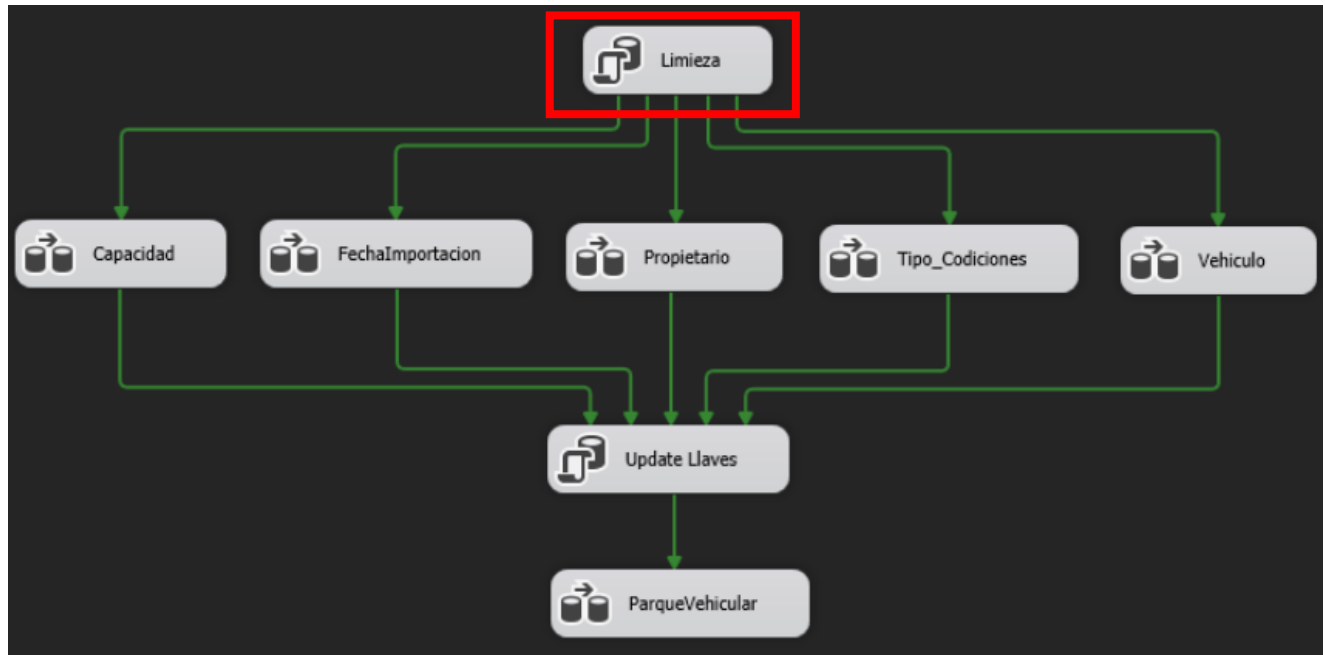 Limieza
Capacidad
FechaImportacion
Propietario
Tipo_Codiciones
Vehiculo
Update Llaves
ParqueVehicular